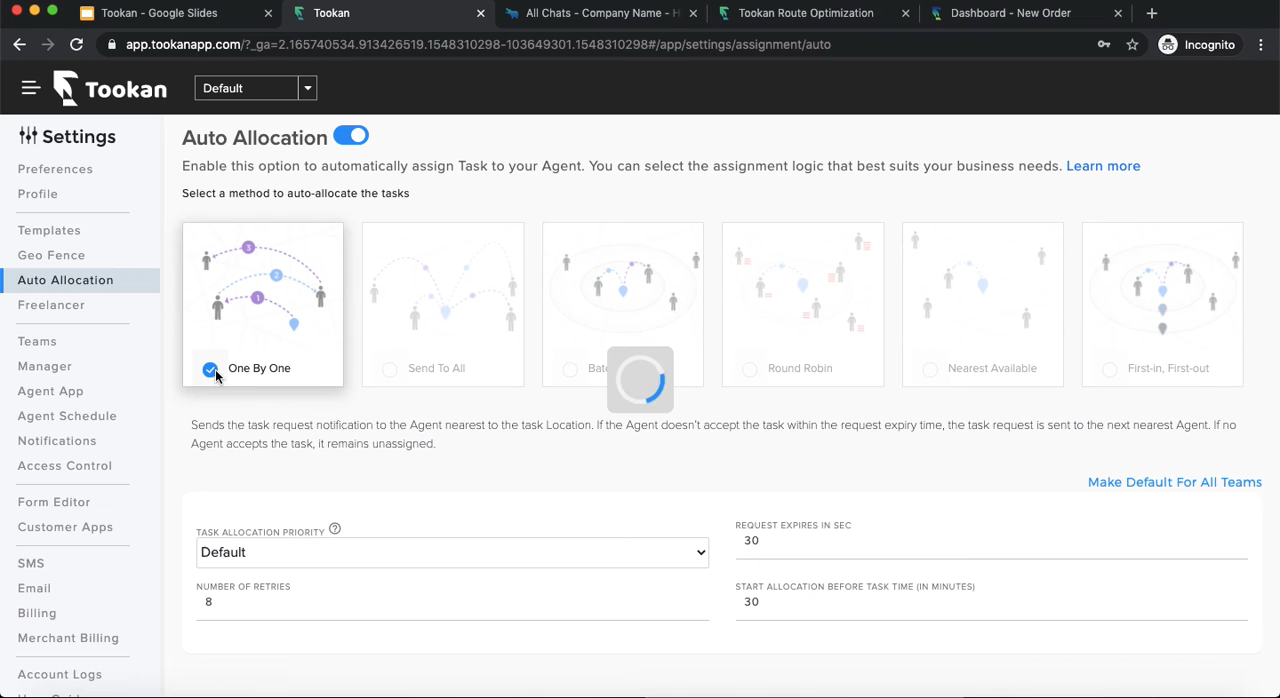 Tookan - Google Slides
Tookan
All Chats - Company Name - H
Tookan Route Optimization
Dashboard - New Order
app.tookanapp.com/?_ga=2.165740534.913426519.1548310298-103649301.1548310298#/app/settings/assignment/auto
Incognito
Tookan
Default
Settings
Preferences
Profile
Templates
Geo Fence
Auto Allocation
Freelancer
Teams
Manager
Agent App
Agent Schedule
Notifications
Access Control
Form Editor
Customer Apps
SMS
Email
Billing
Merchant Billing
Account Logs
Auto Allocation
Enable this option to automatically assign Task to your Agent. You can select the assignment logic that best suits your business needs. Learn more
Select a method to auto-allocate the tasks
3
2
1
One By One
Send To All
Round Robin
Nearest Available
First-in, First-out
Sends the task request notification to the Agent nearest to the task Location. If the Agent doesn't accept the task within the request expiry time, the task request is sent to the next nearest Agent. If no
Agent accepts the task, it remains unassigned.
Make Default For All Teams
TASK ALLOCATION PRIORITY
Default
REQUEST EXPIRES IN SEC
30
NUMBER OF RETRIES
8
START ALLOCATION BEFORE TASK TIME (IN MINUTES)
30